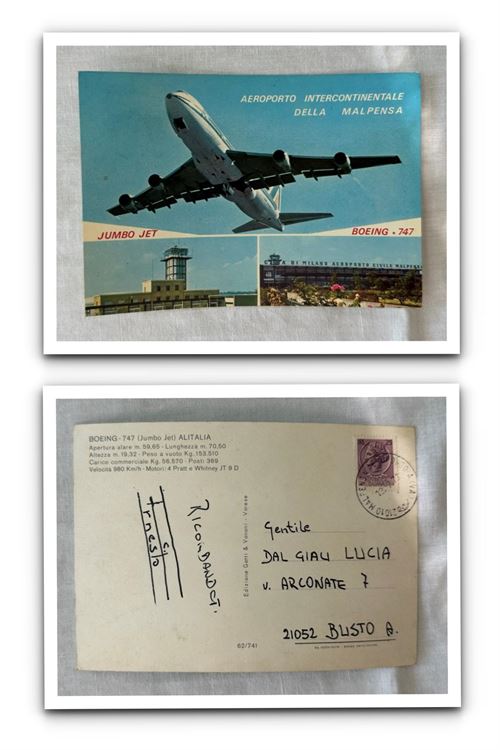 AEROPORTO INTERCONTINENTALE
DELLA MALPENSA
JUMBO JET
BOEING - 747
DI MILANO AEROPORTO CIVILE MALPENSA
BOEING - 747 (Jumbo Jet) ALITALIA
Apertura alare m. 59,65 - Lunghezza m. 70,50
Altezza m. 19,32 - Peso a vuoto Kg. 153.510
Carico commerciale Kg. 56.570 - Posti 369
Velocità 980 Km/h - Motori: 4 Pratt e Whitney JT 9 D
RICORDANDOTI.
Edizione Gatti & Vanoni - Varese
Gentile
DAL GIAU LUCIA
V. ARCONATE 7
21052 BUSTO A.
62/741